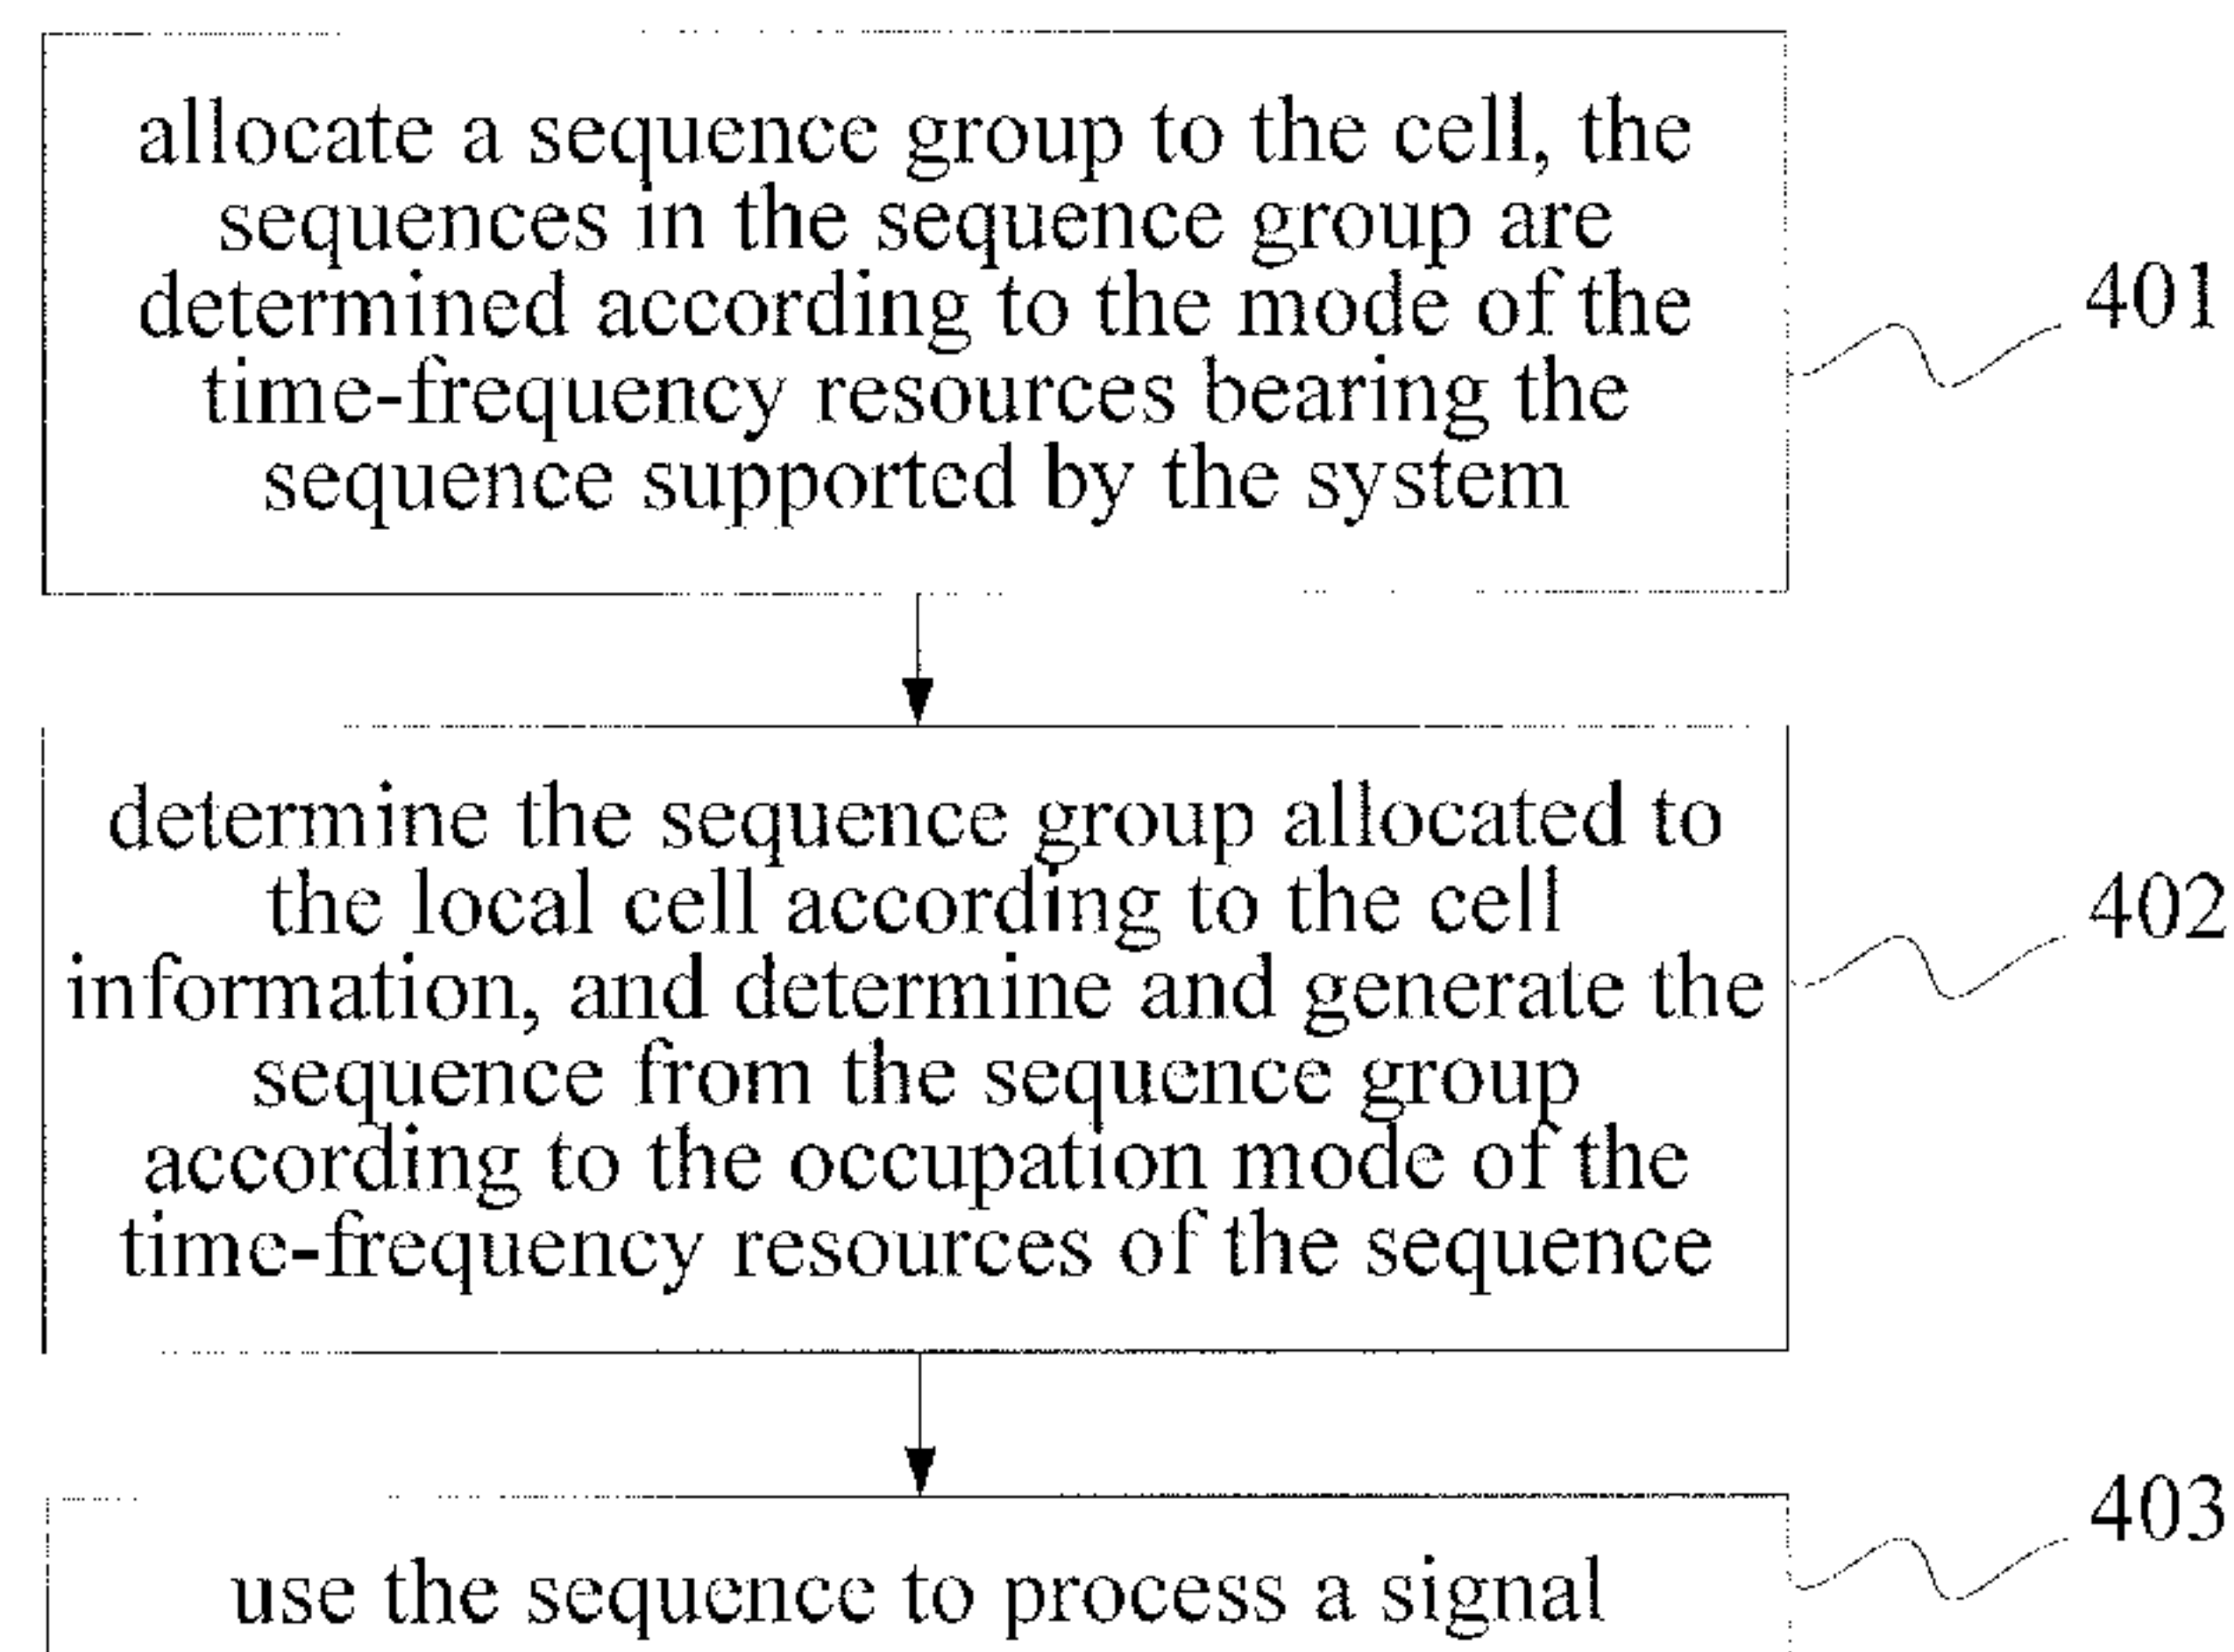 allocate a sequence group to the cell, the
sequences in the sequence group are
determined according to the mode of the
time-frequency resources bearing the
sequence supported by the system
401
determine the sequence group allocated to
the local cell according to the cell
information, and determine and generate the
sequence from the sequence group
according to the occupation mode of the
time-frequency resources of the sequence
402
use the sequence to process a signal
403